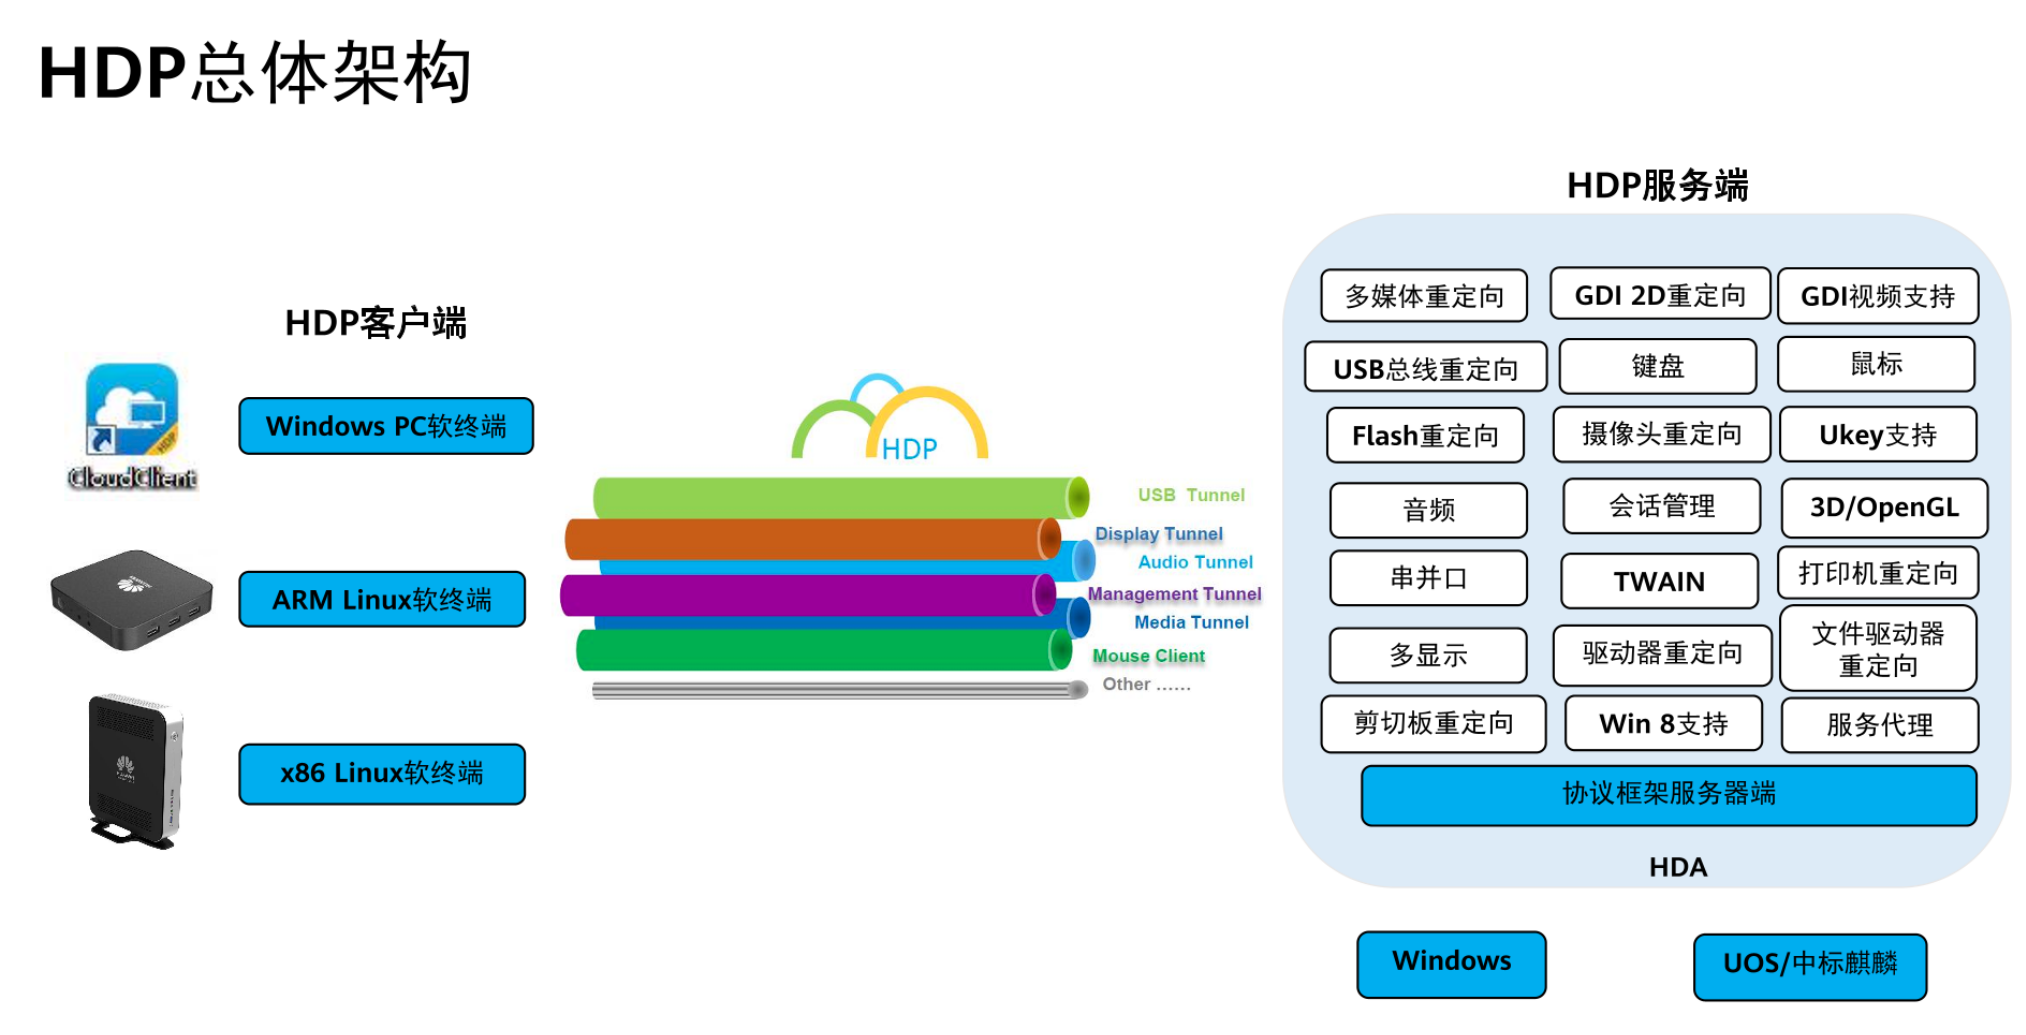 HDP总体架构
HDP客户端
CloudClient
Windows PC软终端
ARM Linux软终端
x86 Linux软终端
HDP
USB Tunnel
Display Tunnel
Audio Tunnel
Management Tunnel
Media Tunnel
Mouse Client
Other ......
HDP服务端
多媒体重定向
GDI 2D重定向
GDI视频支持
USB总线重定向
键盘
鼠标
Flash重定向
摄像头重定向
Ukey支持
音频
会话管理
3D/OpenGL
串并口
TWAIN
打印机重定向
多显示
驱动器重定向
文件驱动器
重定向
剪切板重定向
Win 8支持
服务代理
协议框架服务器端
HDA
Windows
UOS/中标麒麟